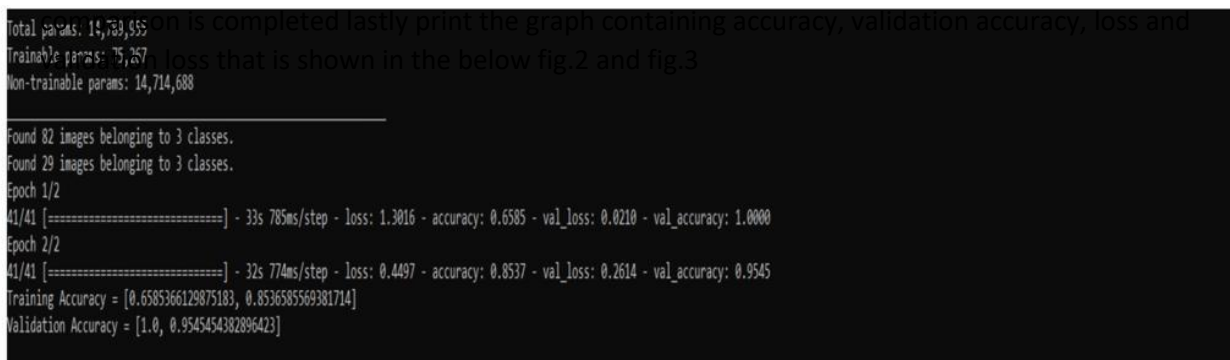 is completed lastly print the graph containing accuracy, validation accuracy, loss and
loss that is shown in the below fig.2 and fig.3
Total params: 14,789,955
Trainable params: 75,267
Non-trainable params: 14,714,688
Found 82 images belonging to 3 classes.
Found 29 images belonging to 3 classes.
Epoch 1/2
41/41 [==============================] - 33s 785ms/step - loss: 1.3016 - accuracy: 0.6585 - val_loss: 0.0210 - val_accuracy: 1.0000
Epoch 2/2
41/41 [==============================] - 32s 774ms/step - loss: 0.4497 - accuracy: 0.8537 - val_loss: 0.2614 - val_accuracy: 0.9545
Training Accuracy = [0.6585366129875183, 0.8536585569381714]
Validation Accuracy = [1.0, 0.9545454382896423]